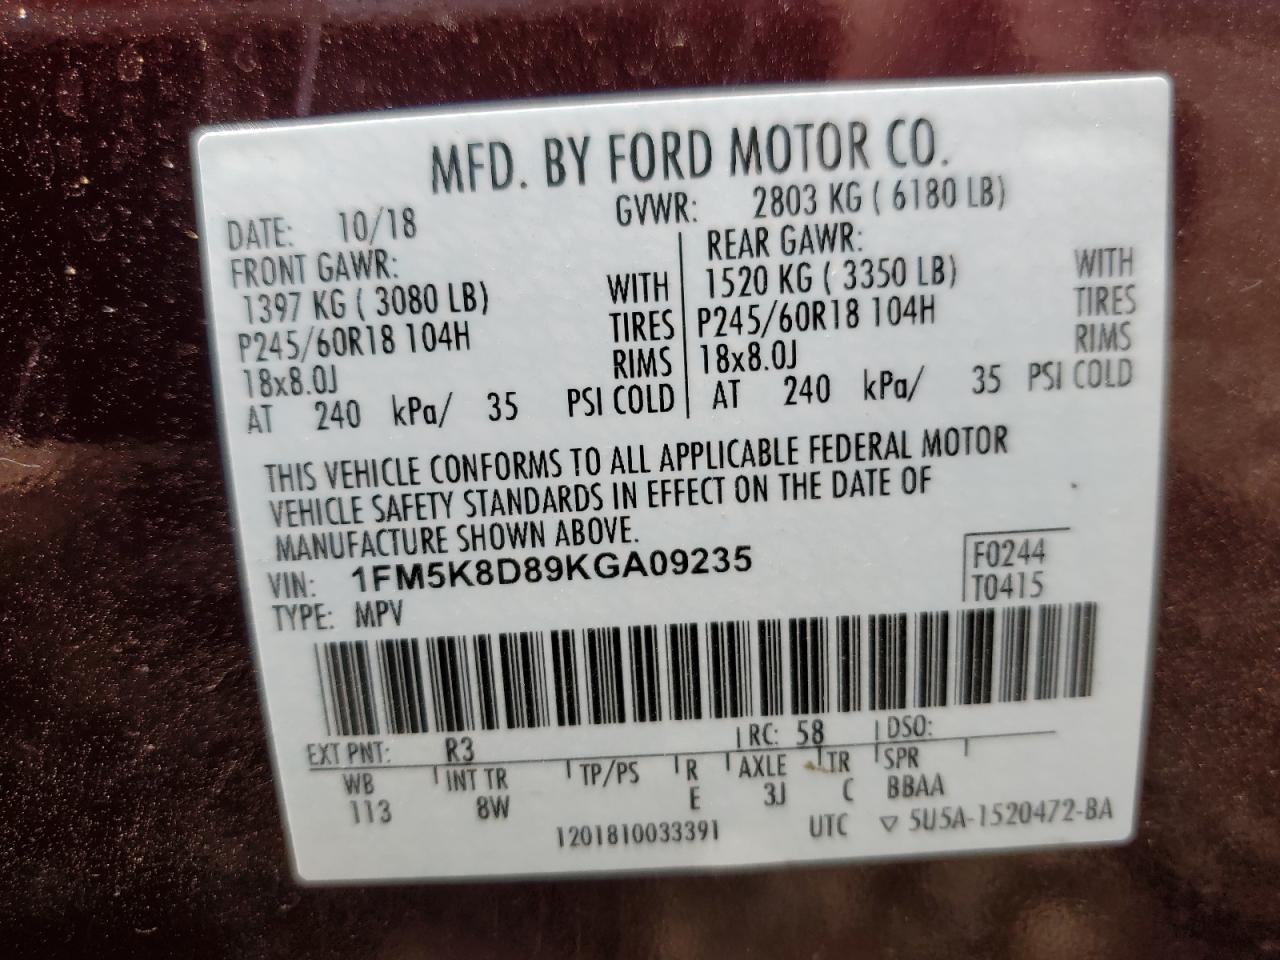 MFD. BY FORD MOTOR CO.
DATE: 10/18 GVWR: 2803 KG ( 6180 LB)
FRONT GAWR: REAR GAWR:
1397 KG ( 3080 LB) WITH 1520 KG ( 3350 LB) WITH
P245/60R18 104H TIRES P245/60R18 104H TIRES
18x8.0J RIMS 18x8.0J RIMS
AT 240 kPa/ 35 PSI COLD AT 240 kPa/ 35 PSI COLD
THIS VEHICLE CONFORMS TO ALL APPLICABLE FEDERAL MOTOR
VEHICLE SAFETY STANDARDS IN EFFECT ON THE DATE OF
MANUFACTURE SHOWN ABOVE.
VIN: 1FM5K8D89KGA09235 F0244
TYPE: MPV T0415
EXT PNT: R3 RC: 58 DSO:
WB INT TR TP/PS R AXLE TR SPR
113 8W E 3J C BBAA
1201810033391 UTC ▽ 5U5A-1520472-BA